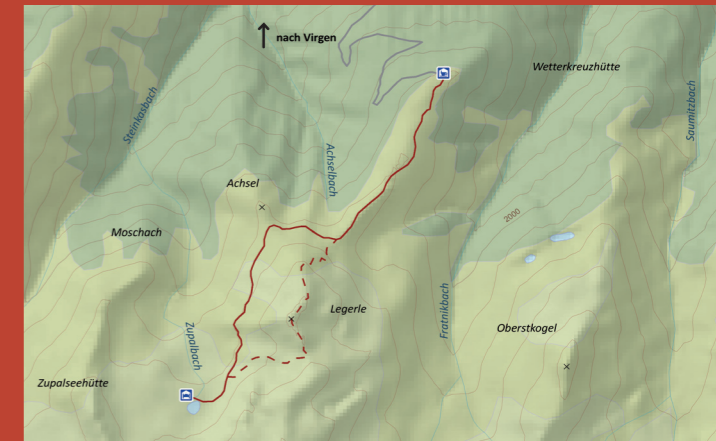 nach Virgen
Wetterkreuzhütte
Steinkasbach
Saumitzbach
Achselbach
Achsel
2000
Moschach
Legerle
Fratnikbach
Oberstkogel
Zupalbach
Zupalseehütte